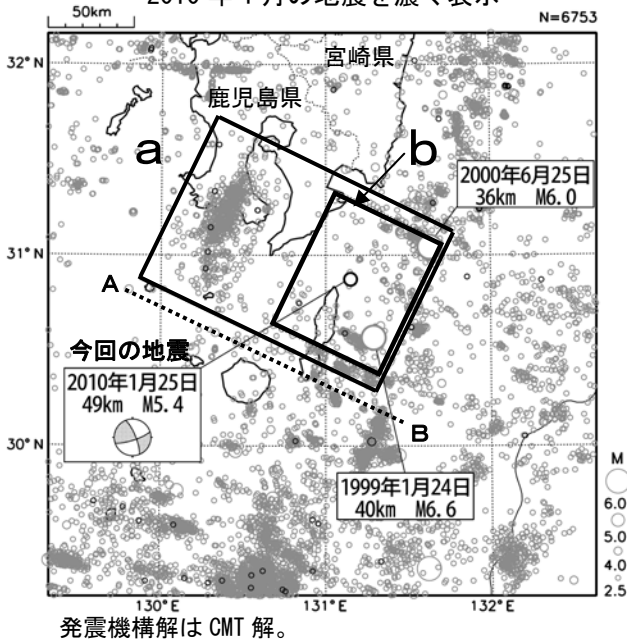 2010年1月の地震を濃く表示
50km
N=6753
32°N
宮崎県
鹿児島県
a
b
2000年6月25日
36km M6.0
31°N
A
今回の地震
2010年1月25日
49km M5.4
B
30°N
1999年1月24日
40km M6.6
M
6.0
5.0
4.0
2.5
130°E
131°E
132°E
発震機構解は CMT 解。